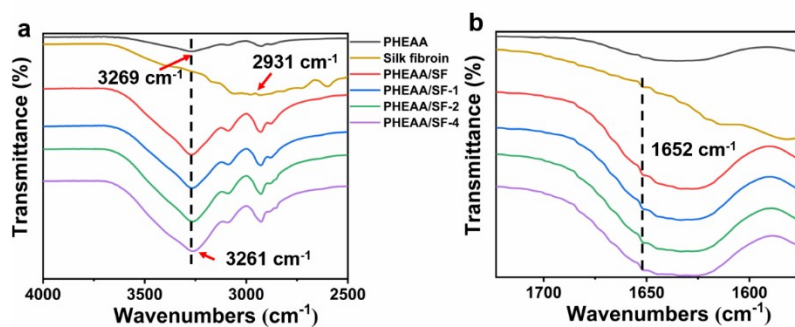 a
Transmittance (%)
3269 cm⁻¹
2931 cm⁻¹
3261 cm⁻¹
4000 3500 3000 2500
Wavenumbers (cm⁻¹)
PHEAA
Silk fibroin
PHEAA/SF
PHEAA/SF-1
PHEAA/SF-2
PHEAA/SF-4
b
Transmittance (%)
1652 cm⁻¹
1700 1650 1600
Wavenumbers (cm⁻¹)